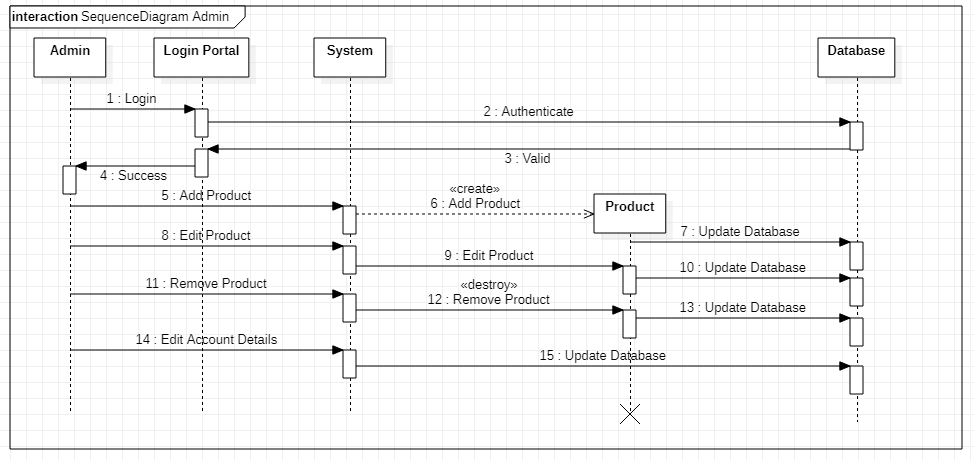 interaction SequenceDiagram Admin
Admin
Login Portal
System
Database
1 : Login
2 : Authenticate
3 : Valid
4 : Success
5 : Add Product
«create»
6 : Add Product
Product
7 : Update Database
8 : Edit Product
9 : Edit Product
10 : Update Database
11 : Remove Product
«destroy»
12 : Remove Product
13 : Update Database
14 : Edit Account Details
15 : Update Database